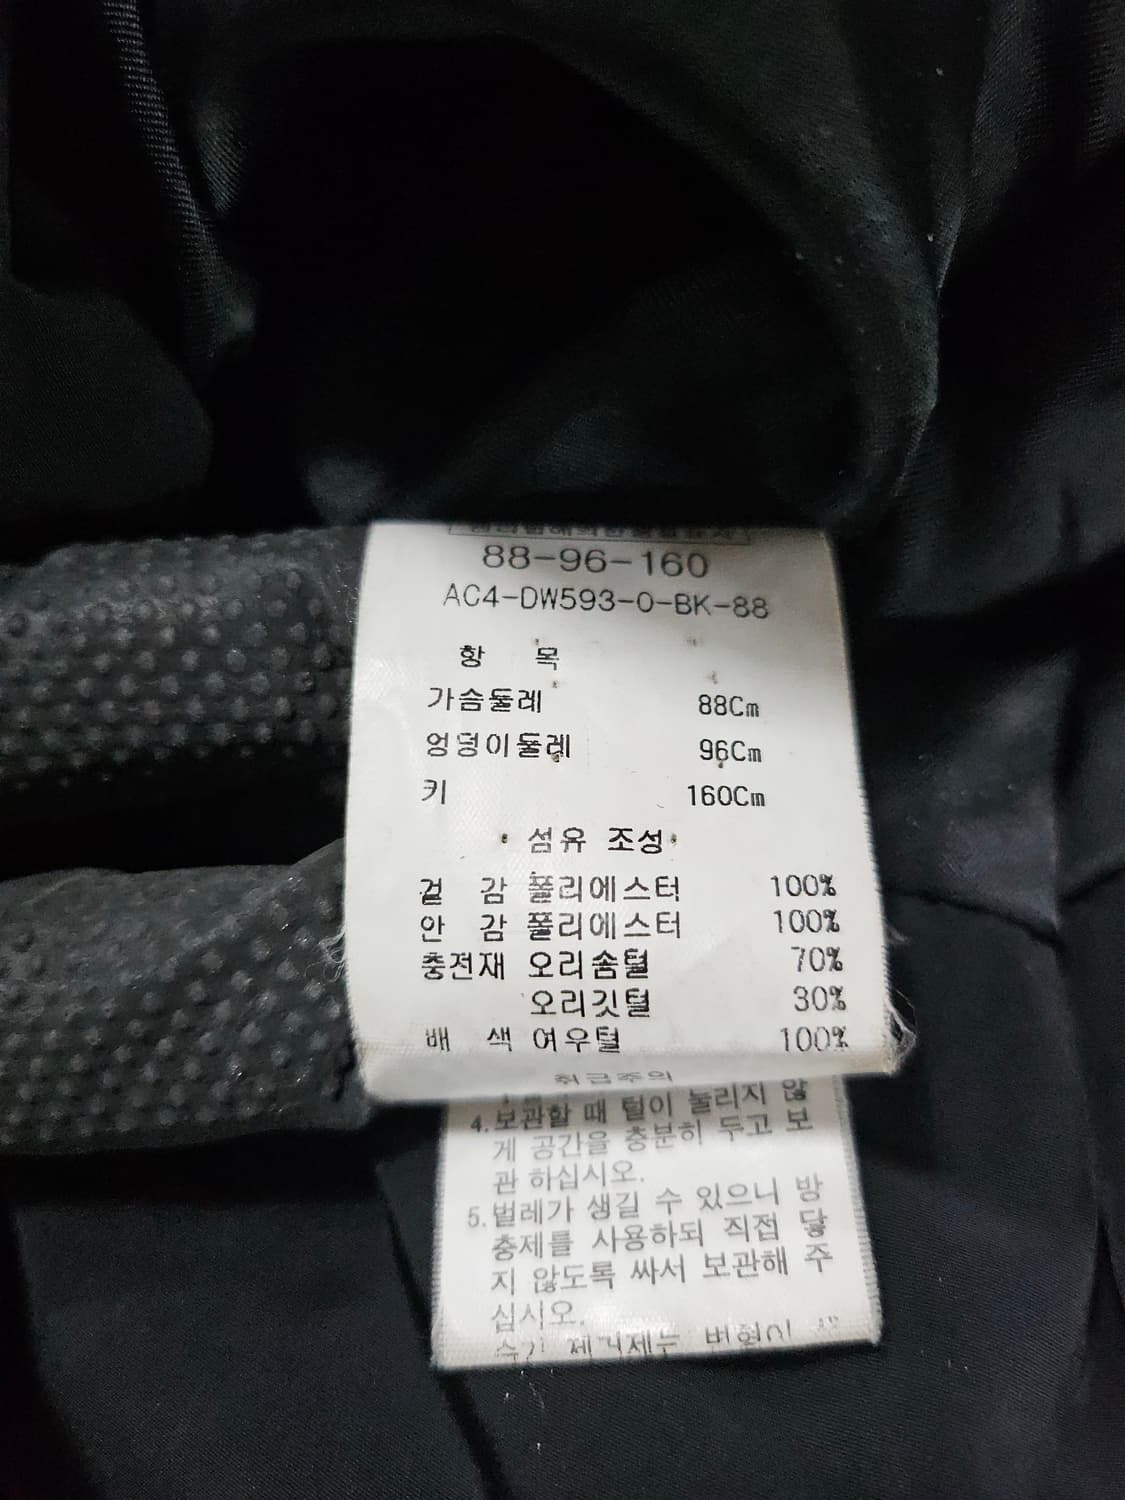 88-96-160
AC4-DW593-0-BK-88
항 목
가슴둘레 88Cm
엉덩이둘레 96Cm
키 160Cm
섬유 조성
겉 감 폴리에스터 100%
안 감 폴리에스터 100%
충전재 오리솜털 70%
오리깃털 30%
배 색 여우털 100%
취급주의
4. 보관할 때 털이 눌리지 않
게 공간을 충분히 두고 보
관 하십시오.
5. 벌레가 생길 수 있으니 방
충제를 사용하되 직접 닿
지 않도록 싸서 보관해 주
십시오.